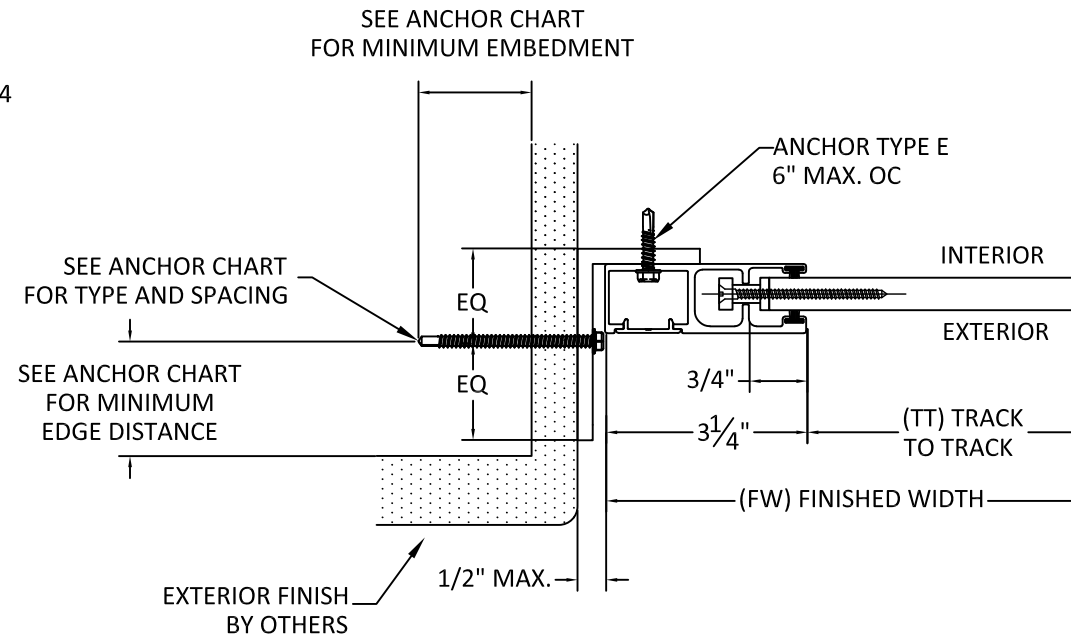 SEE ANCHOR CHART
FOR MINIMUM EMBEDMENT
4
ANCHOR TYPE E
6" MAX. OC
SEE ANCHOR CHART
FOR TYPE AND SPACING
INTERIOR
EQ
EXTERIOR
SEE ANCHOR CHART
FOR MINIMUM
EDGE DISTANCE
EQ
3/4"
3 1/4"
(TT) TRACK
TO TRACK
(FW) FINISHED WIDTH
1/2" MAX.
EXTERIOR FINISH
BY OTHERS